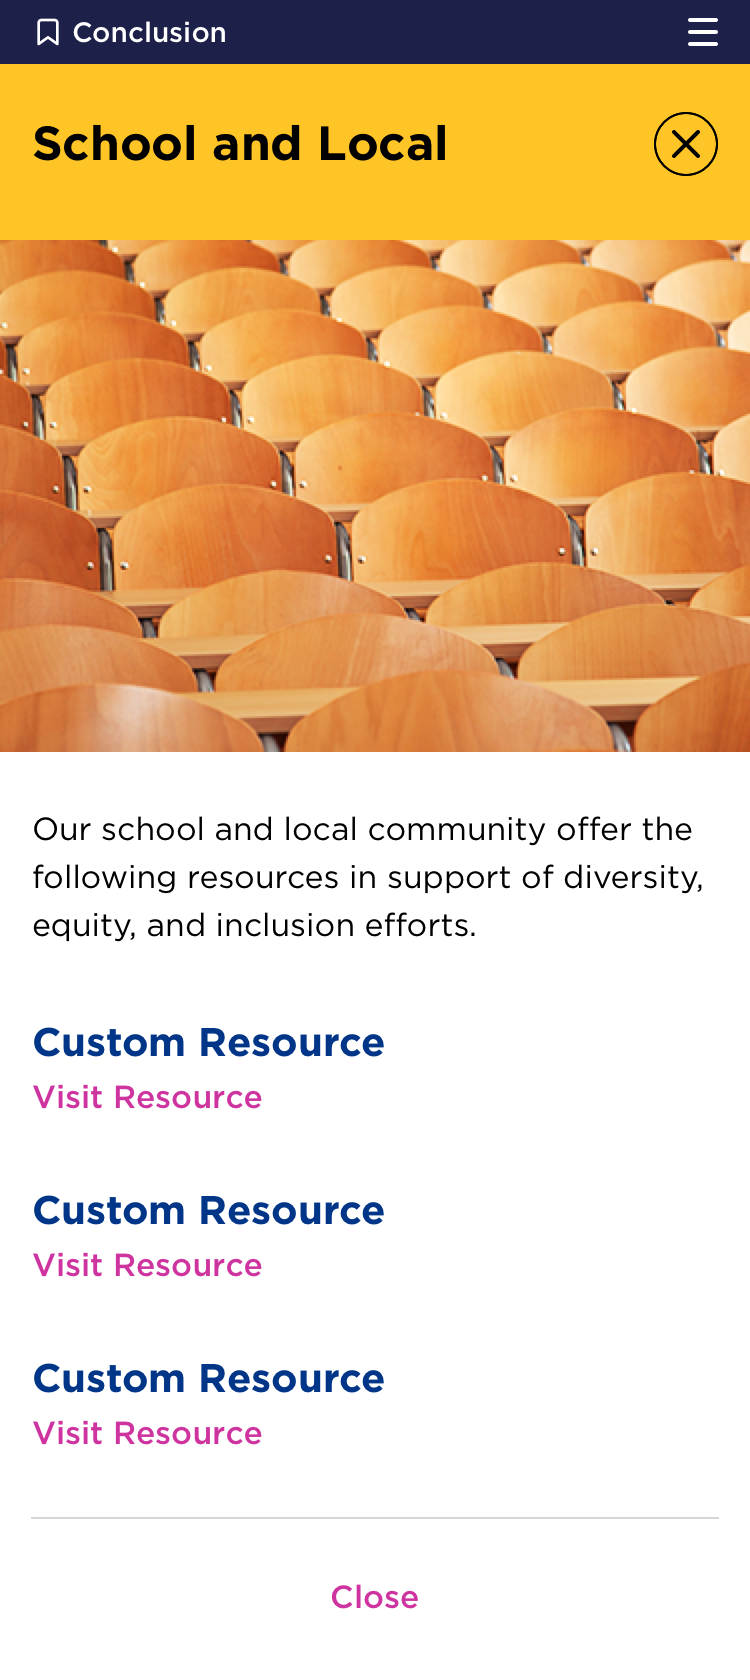 Conclusion
School and Local
Our school and local community offer the
following resources in support of diversity,
equity, and inclusion efforts.
Custom Resource
Visit Resource
Custom Resource
Visit Resource
Custom Resource
Visit Resource
Close